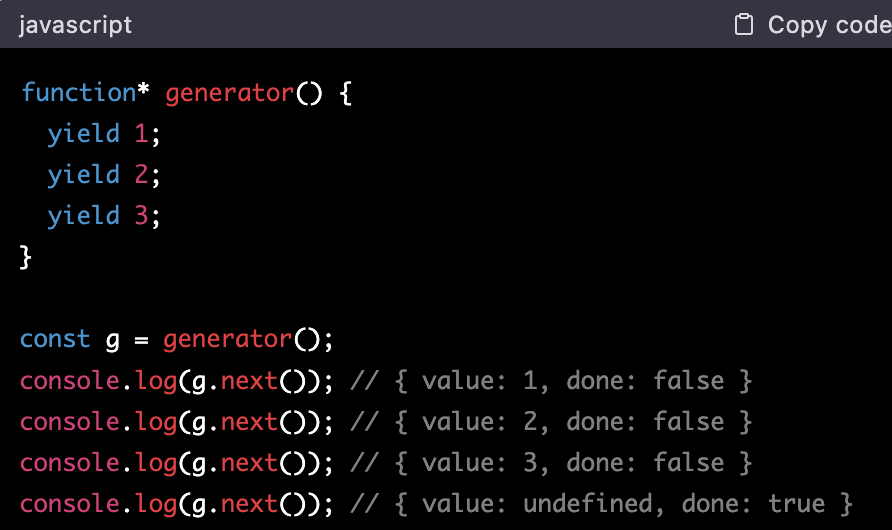 javascript
Copy code
function* generator() {
  yield 1;
  yield 2;
  yield 3;
}
const g = generator();
console.log(g.next()); // { value: 1, done: false }
console.log(g.next()); // { value: 2, done: false }
console.log(g.next()); // { value: 3, done: false }
console.log(g.next()); // { value: undefined, done: true }